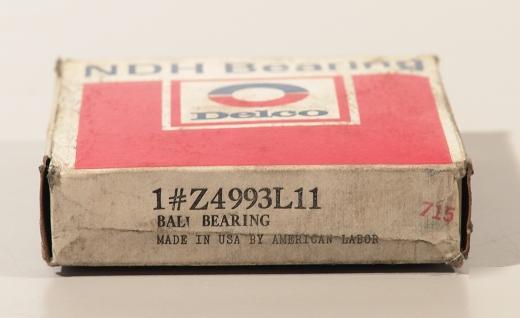 NDH Bearing
Delco
1#Z4993L11
BALL BEARING
715
MADE IN USA BY AMERICAN LABOR